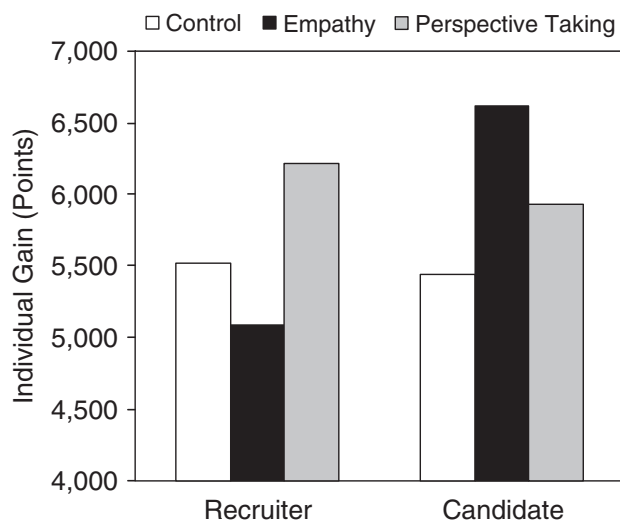 Control Empathy Perspective Taking
Individual Gain (Points)
7,000
6,500
6,000
5,500
5,000
4,500
4,000
Recruiter Candidate